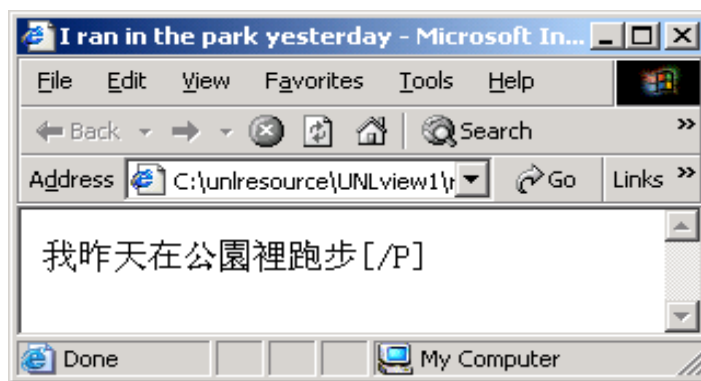 I ran in the park yesterday - Microsoft In...
File Edit View Favorites Tools Help
Back Search »
Address C:\unlresource\UNLview1\r Go Links »
我昨天在公園裡跑步[/P]
Done My Computer